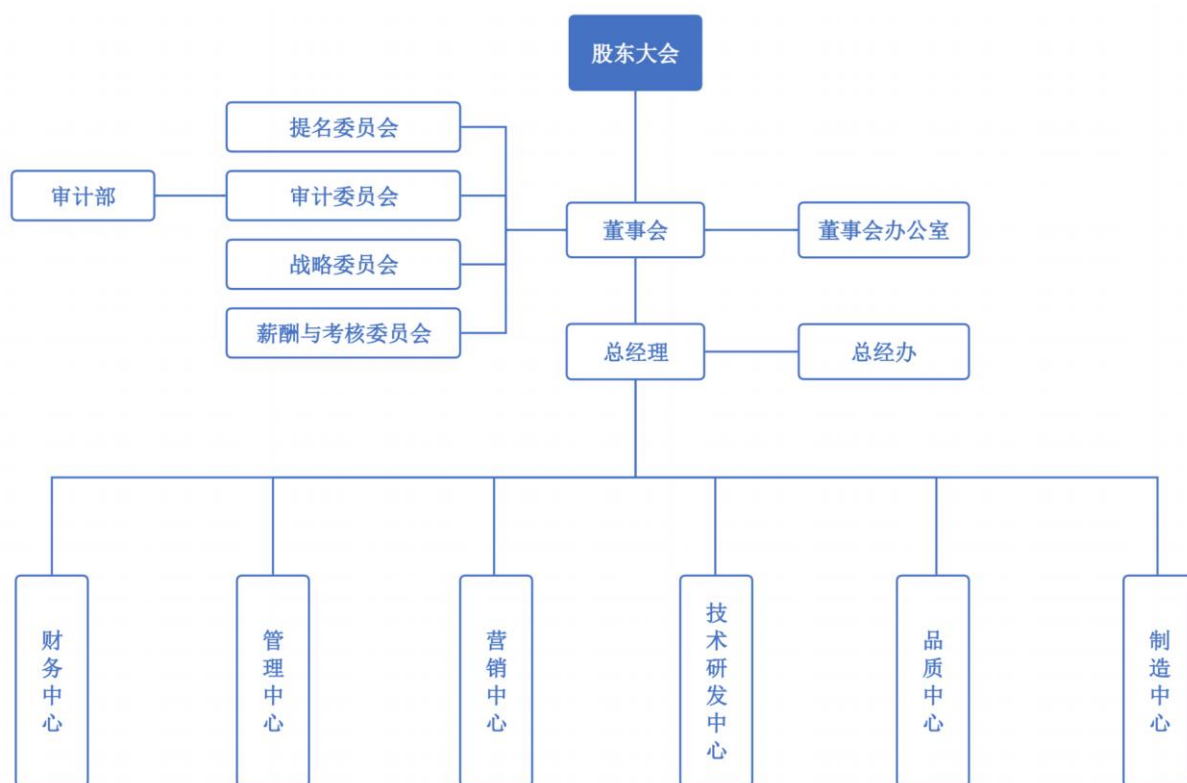 股东大会
提名委员会
审计部
审计委员会
董事会
董事会办公室
战略委员会
薪酬与考核委员会
总经理
总经办
财务中心
管理中心
营销中心
技术研发中心
品质中心
制造中心